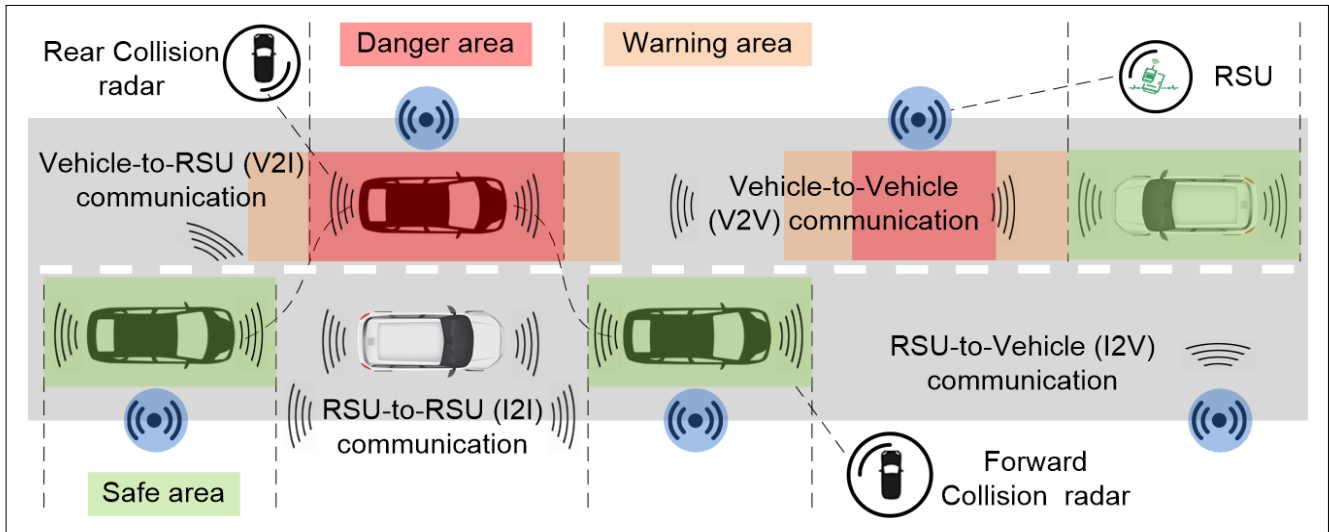 Rear Collision
radar
Danger area
Warning area
RSU
Vehicle-to-RSU (V2I)
communication
Vehicle-to-Vehicle
(V2V) communication
RSU-to-Vehicle (I2V)
communication
RSU-to-RSU (I2I)
communication
Safe area
Forward
Collision radar